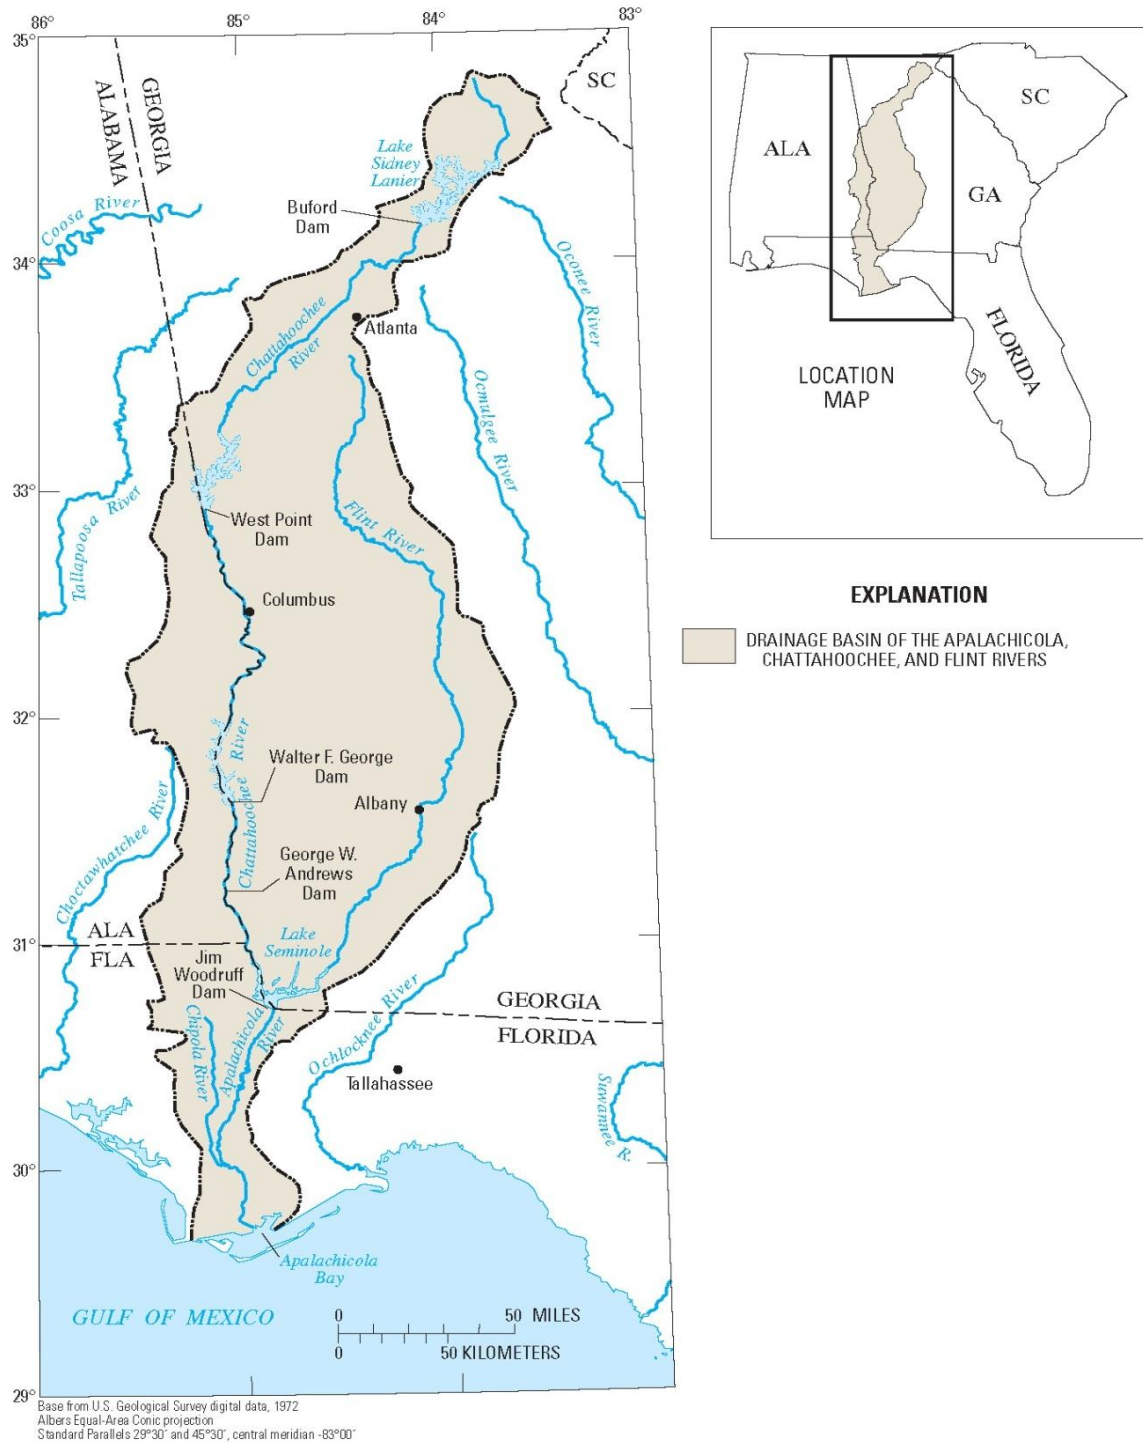 86°
85°
84°
83°
35°
34°
33°
32°
31°
30°
29°
GEORGIA
ALABAMA
SC
Lake
Sidney
Lanier
Buford
Dam
Coosa River
Oconee River
Chattahoochee
River
Atlanta
Ocmulgee River
Tallapoosa River
West Point
Dam
Flint River
Columbus
Chattahoochee River
Walter F. George
Dam
Albany
Choctawhatchee River
George W.
Andrews
Dam
ALA
FLA
Lake
Seminole
Jim
Woodruff
Dam
GEORGIA
FLORIDA
Chipola River
Apalachicola
River
Ochlocknee River
Tallahassee
Suwannee R.
Apalachicola
Bay
GULF OF MEXICO
0 50 MILES
0 50 KILOMETERS
Base from U.S. Geological Survey digital data, 1972
Albers Equal-Area Conic projection
Standard Parallels 29°30′ and 45°30′, central meridian -83°00′
ALA
GA
SC
FLORIDA
LOCATION
MAP
EXPLANATION
DRAINAGE BASIN OF THE APALACHICOLA,
CHATTAHOOCHEE, AND FLINT RIVERS